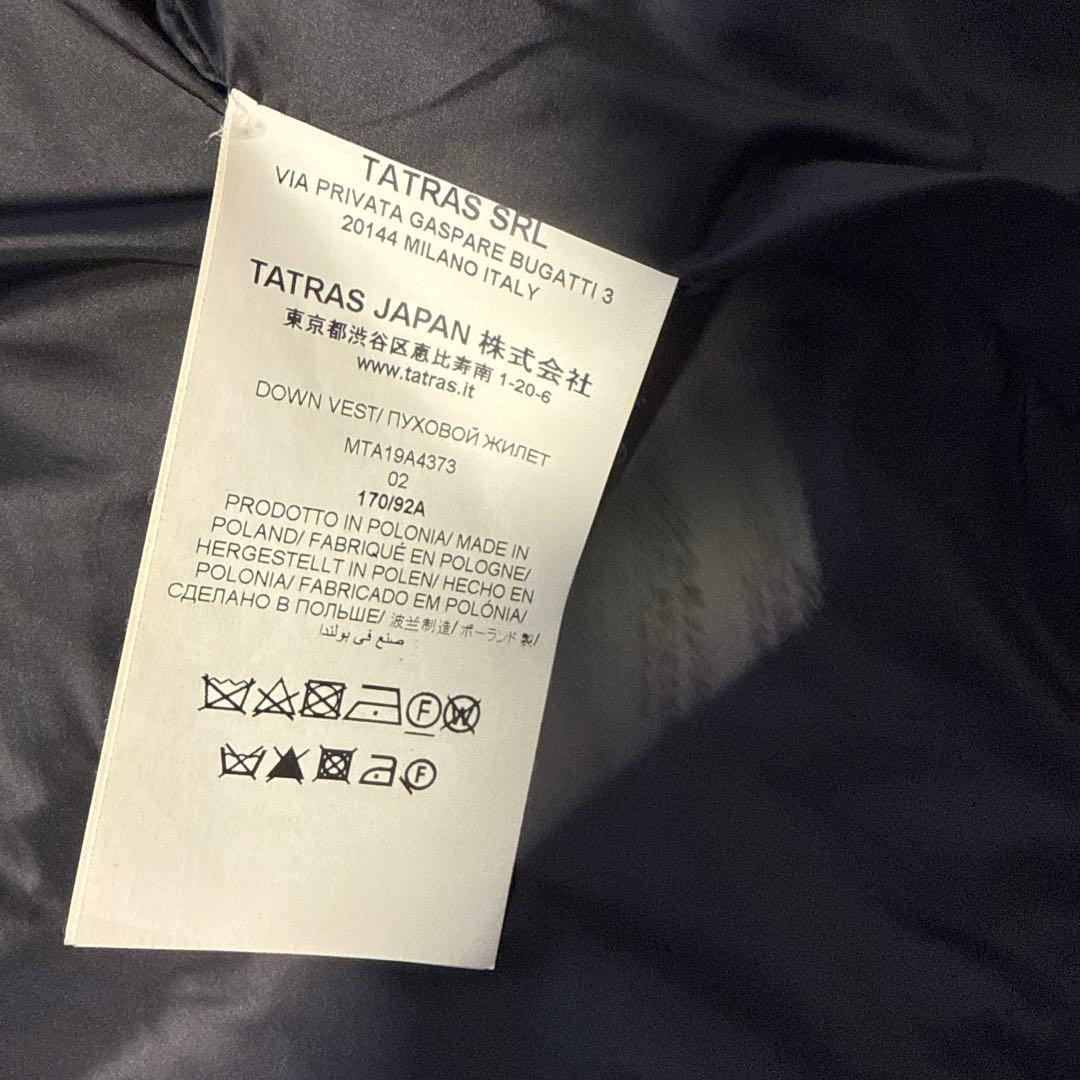 TATRAS SRL
VIA PRIVATA GASPARE BUGATTI 3
20144 MILANO ITALY
TATRAS JAPAN 株式会社
東京都渋谷区恵比寿南 1-20-6
www.tatras.it
DOWN VEST/ ПУХОВОЙ ЖИЛЕТ
MTA19A4373
02
170/92A
PRODOTTO IN POLONIA/ MADE IN
POLAND/ FABRIQUÉ EN POLOGNE/
HERGESTELLT IN POLEN/ HECHO EN
POLONIA/ FABRICADO EM POLÓNIA/
СДЕЛАНО В ПОЛЬШЕ/ 波兰制造/ ポーランド 製/
صنع في بولندا
F W
F